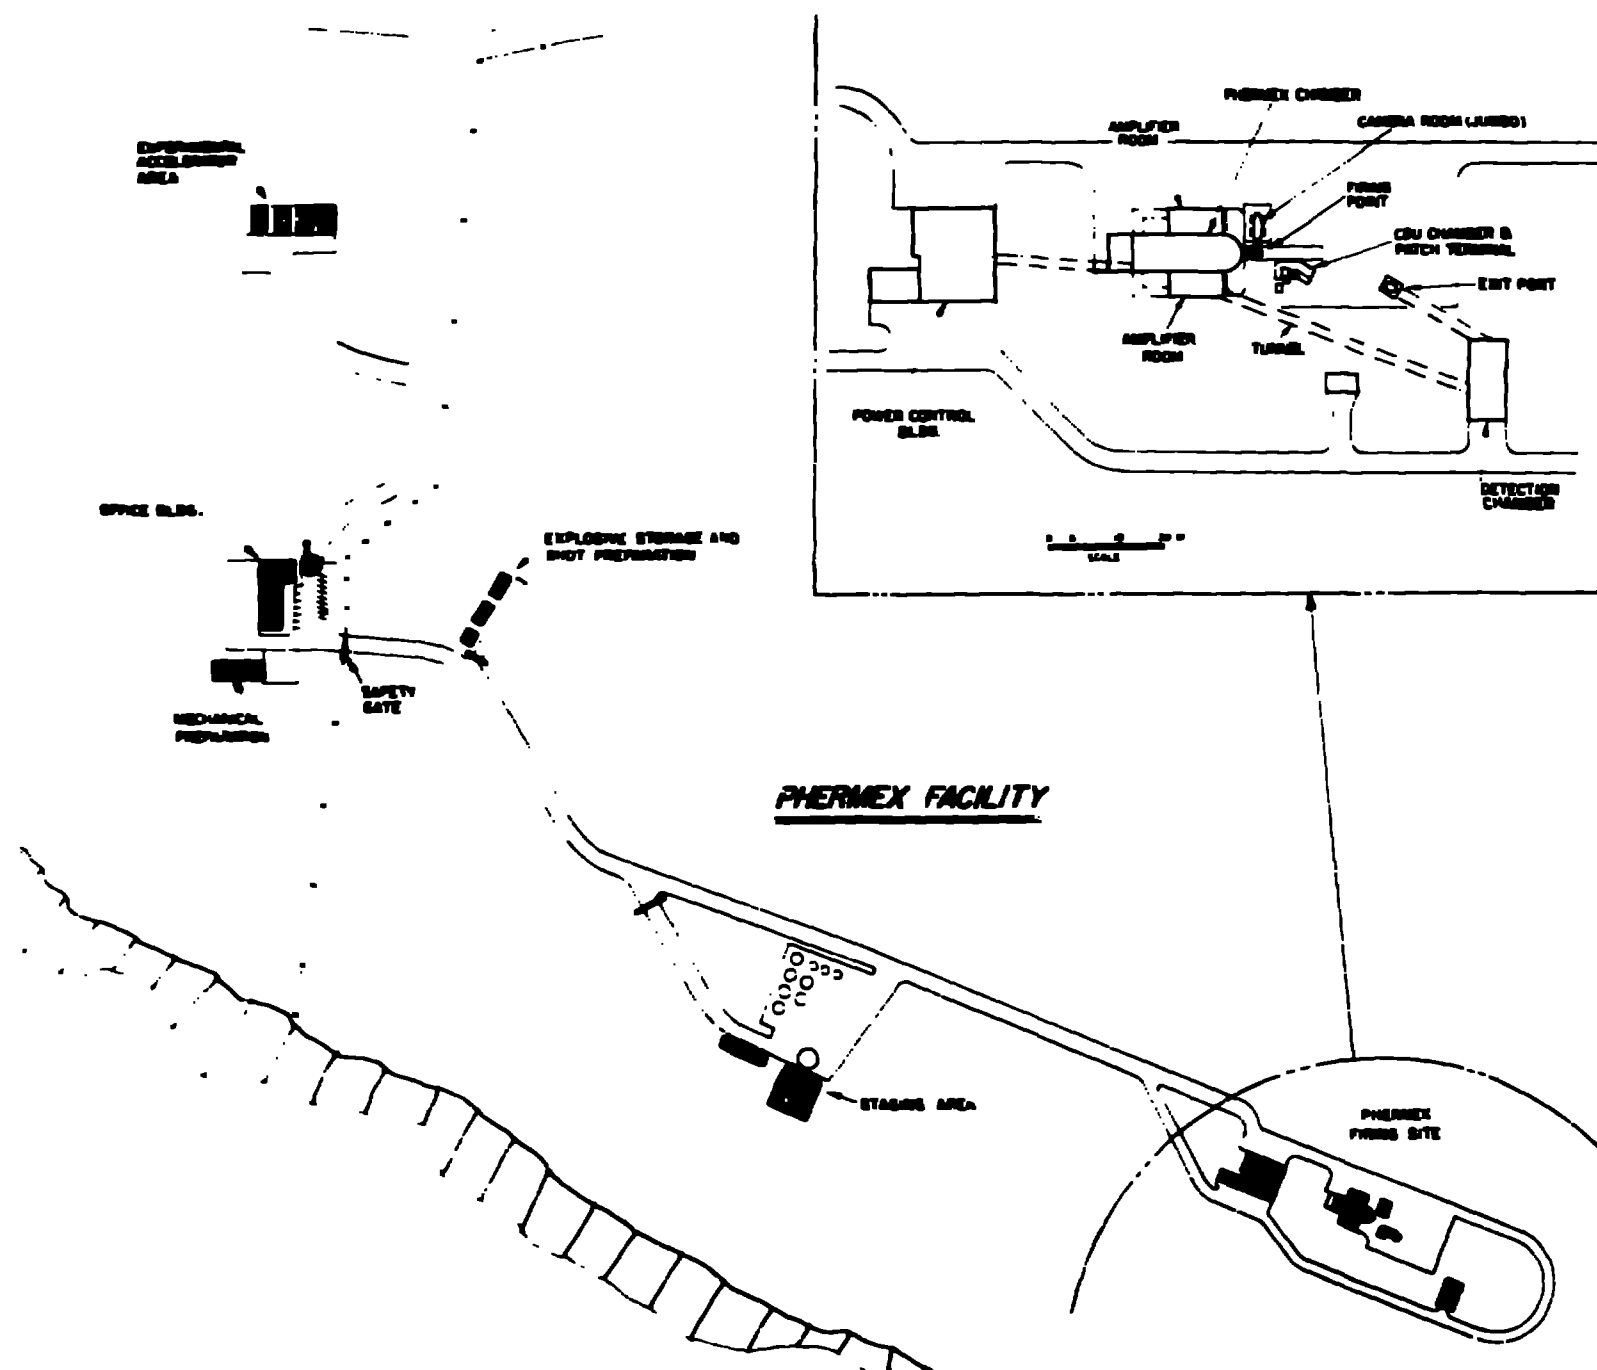 EXPERIMENTAL
ACCELERATOR
AREA
PHERMEX CHAMBER
CAMERA ROOM (JUMBO)
AMPLIFIER
ROOM
FIRING
POINT
CSU CHAMBER &
PATCH TERMINAL
EXIT PORT
AMPLIFIER
ROOM
TUNNEL
POWER CONTROL
BLDG.
DETECTION
CHAMBER
SCALE
OFFICE BLDG.
EXPLOSIVE STORAGE AND
SHOT PREPARATION
SAFETY
GATE
MECHANICAL
PREPARATION
PHERMEX FACILITY
STAGING AREA
PHERMEX
FIRING SITE